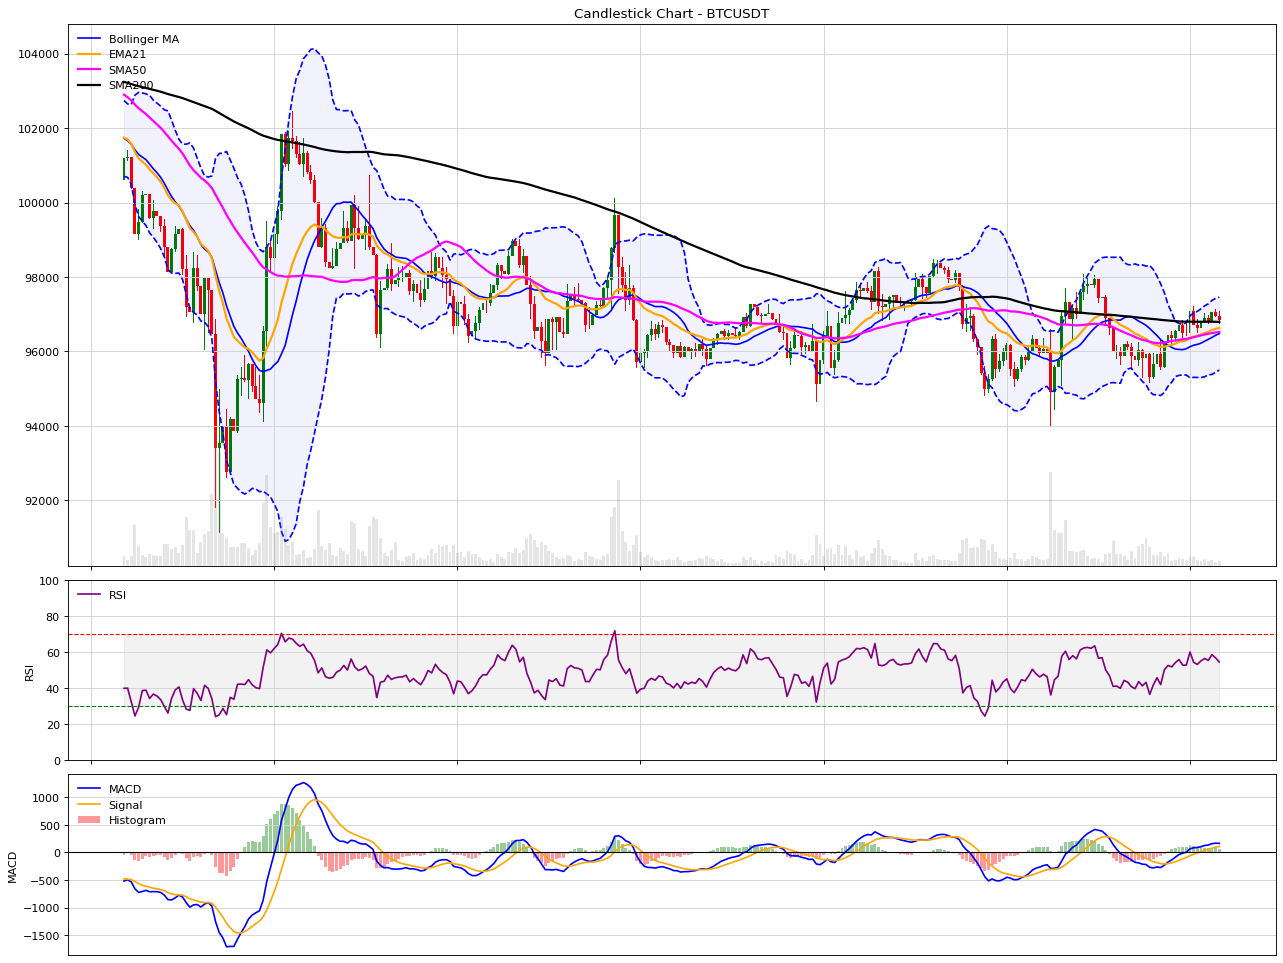 Candlestick Chart - BTCUSDT
Bollinger MA
EMA21
SMA50
SMA200
104000
102000
100000
98000
96000
94000
92000
RSI
100
80
60
40
20
0
RSI
MACD
Signal
Histogram
1000
500
0
−500
−1000
−1500
MACD